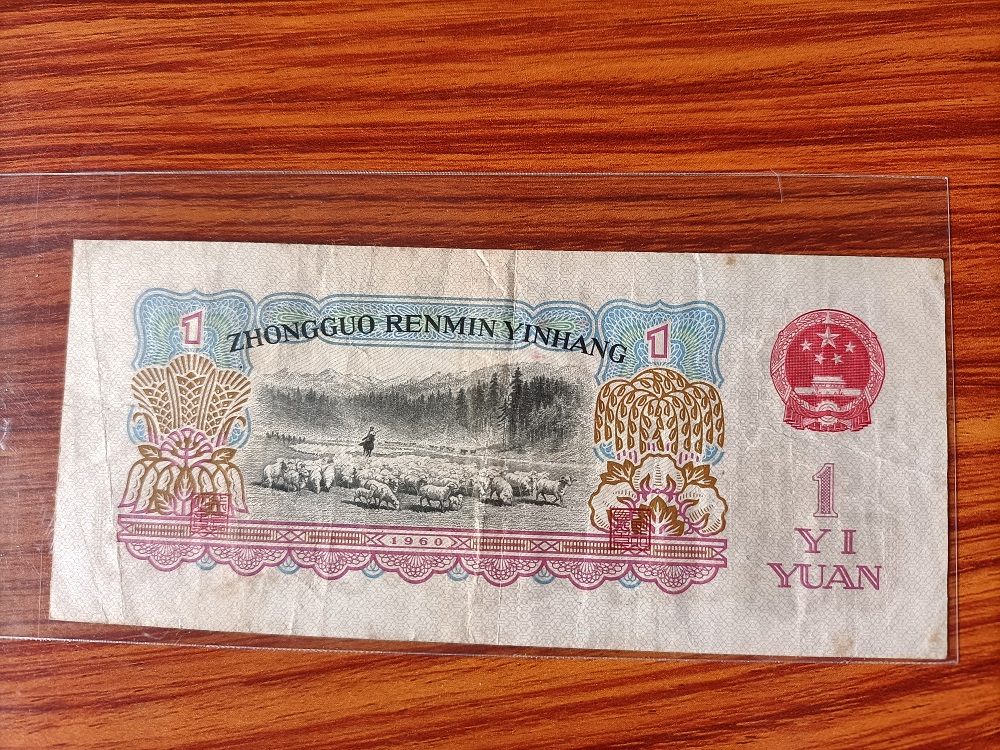 1
ZHONGGUO RENMIN YINHANG
1
1960
1
YI
YUAN